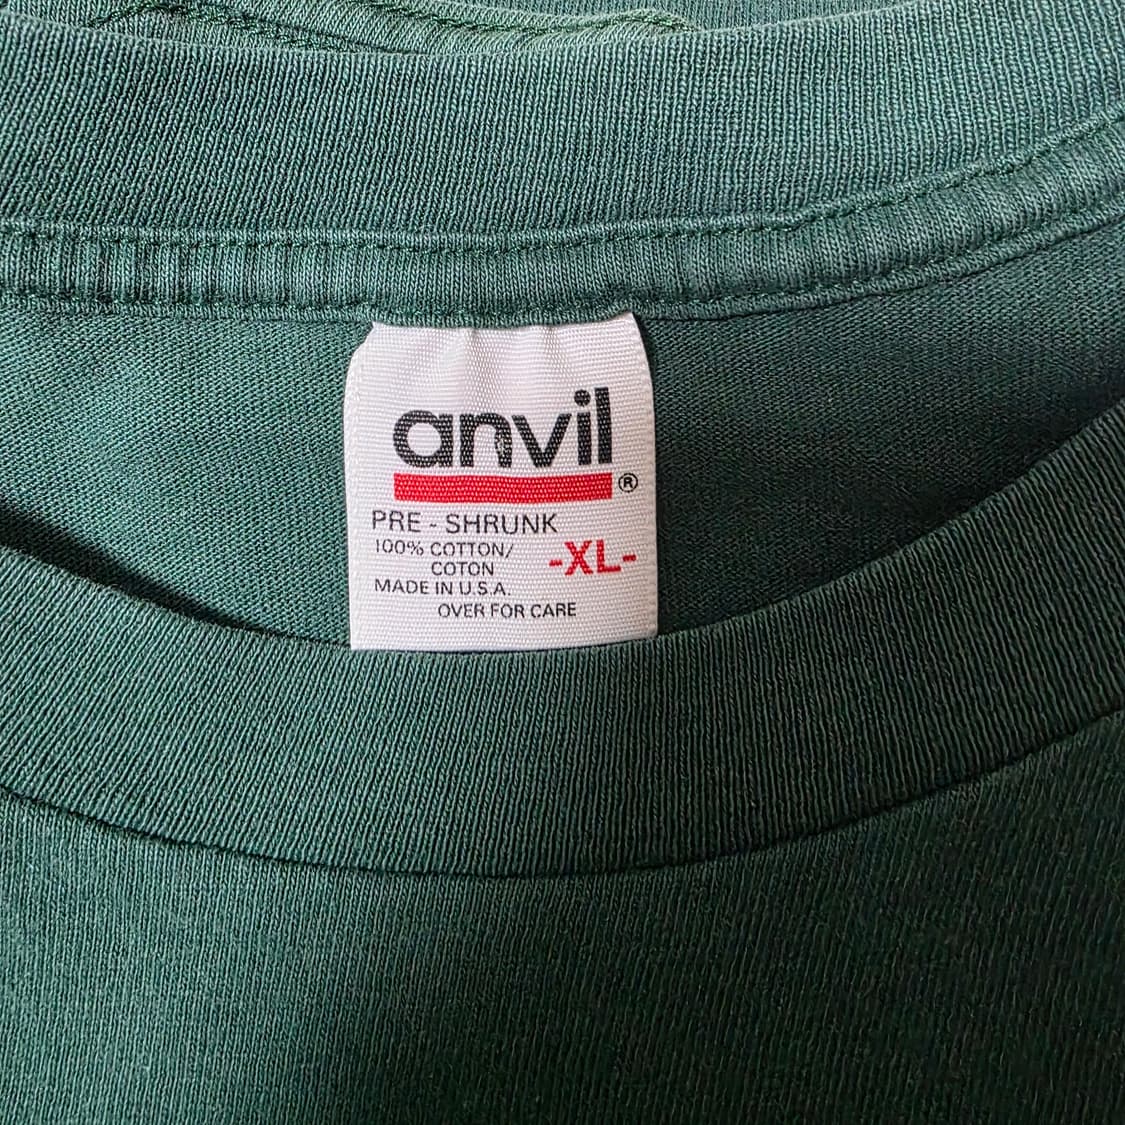 anvil®
PRE - SHRUNK
100% COTTON/
COTON
-XL-
MADE IN U.S.A.
OVER FOR CARE